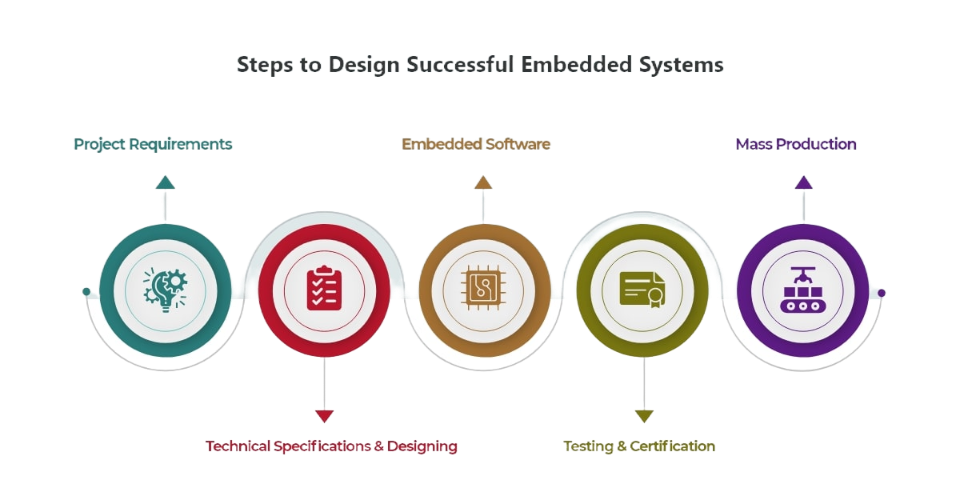 Steps to Design Successful Embedded Systems
Project Requirements
Embedded Software
Mass Production
Technical Specifications & Designing
Testing & Certification